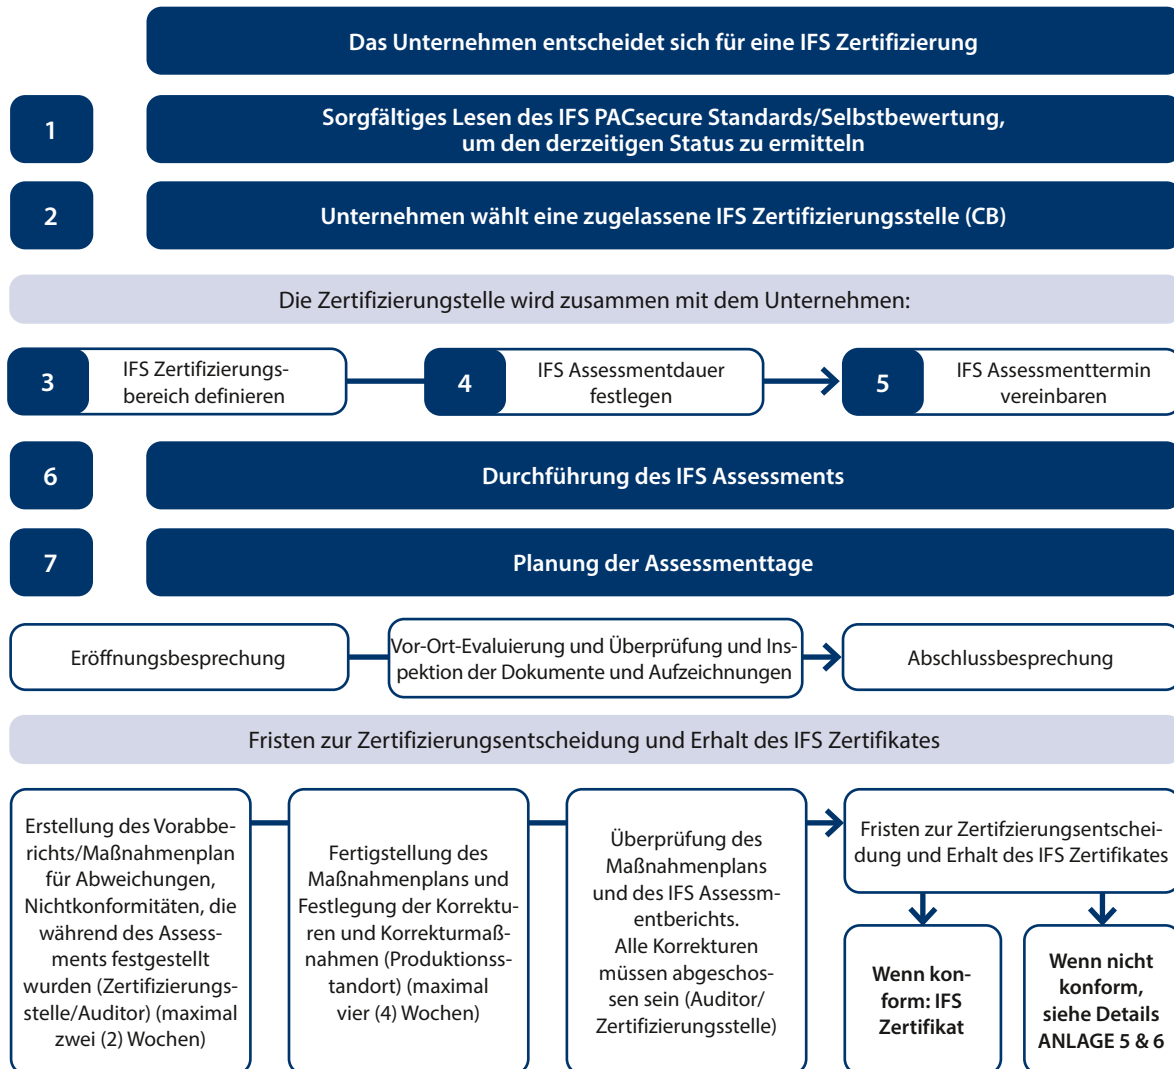 Das Unternehmen entscheidet sich für eine IFS Zertifizierung
1
Sorgfältiges Lesen des IFS PACsecure Standards/Selbstbewertung,
um den derzeitigen Status zu ermitteln
2
Unternehmen wählt eine zugelassene IFS Zertifizierungsstelle (CB)
Die Zertifizierungstelle wird zusammen mit dem Unternehmen:
3
IFS Zertifizierungs-
bereich definieren
4
IFS Assessmentdauer
festlegen
5
IFS Assessmenttermin
vereinbaren
6
Durchführung des IFS Assessments
7
Planung der Assessmenttage
Eröffnungsbesprechung
Vor-Ort-Evaluierung und Überprüfung und Ins-
pektion der Dokumente und Aufzeichnungen
Abschlussbesprechung
Fristen zur Zertifizierungsentscheidung und Erhalt des IFS Zertifikates
Erstellung des Vorabbe-
richts/Maßnahmenplan
für Abweichungen,
Nichtkonformitäten, die
während des Assess-
ments festgestellt
wurden (Zertifizierungs-
stelle/Auditor) (maximal
zwei (2) Wochen)
Fertigstellung des
Maßnahmenplans und
Festlegung der Korrektu-
ren und Korrekturmaß-
nahmen (Produktionss-
tandort) (maximal
vier (4) Wochen)
Überprüfung des
Maßnahmenplans
und des IFS Assessm-
entberichts.
Alle Korrekturen
müssen abgeschos-
sen sein (Auditor/
Zertifizierungsstelle)
Fristen zur Zertifzierungsentschei-
dung und Erhalt des IFS Zertifikates
Wenn kon-
form: IFS
Zertifikat
Wenn nicht
konform,
siehe Details
ANLAGE 5 & 6